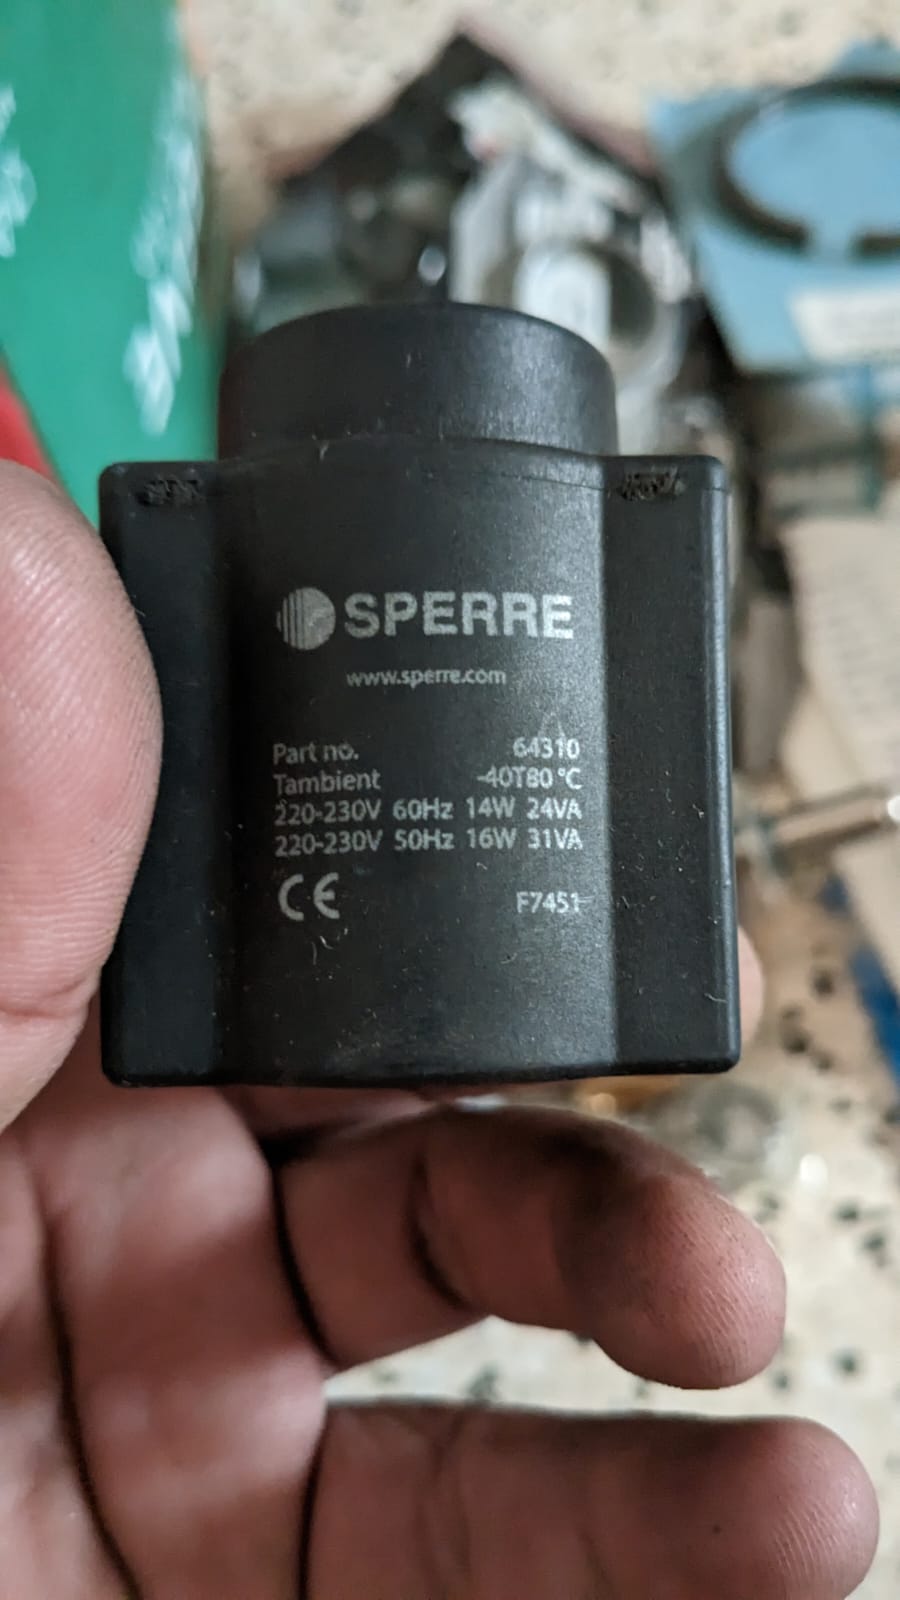 SPERRE
www.sperre.com
Part no. 64310
Tambient -40T80 °C
220-230V 60Hz 14W 24VA
220-230V 50Hz 16W 31VA
CE F7451